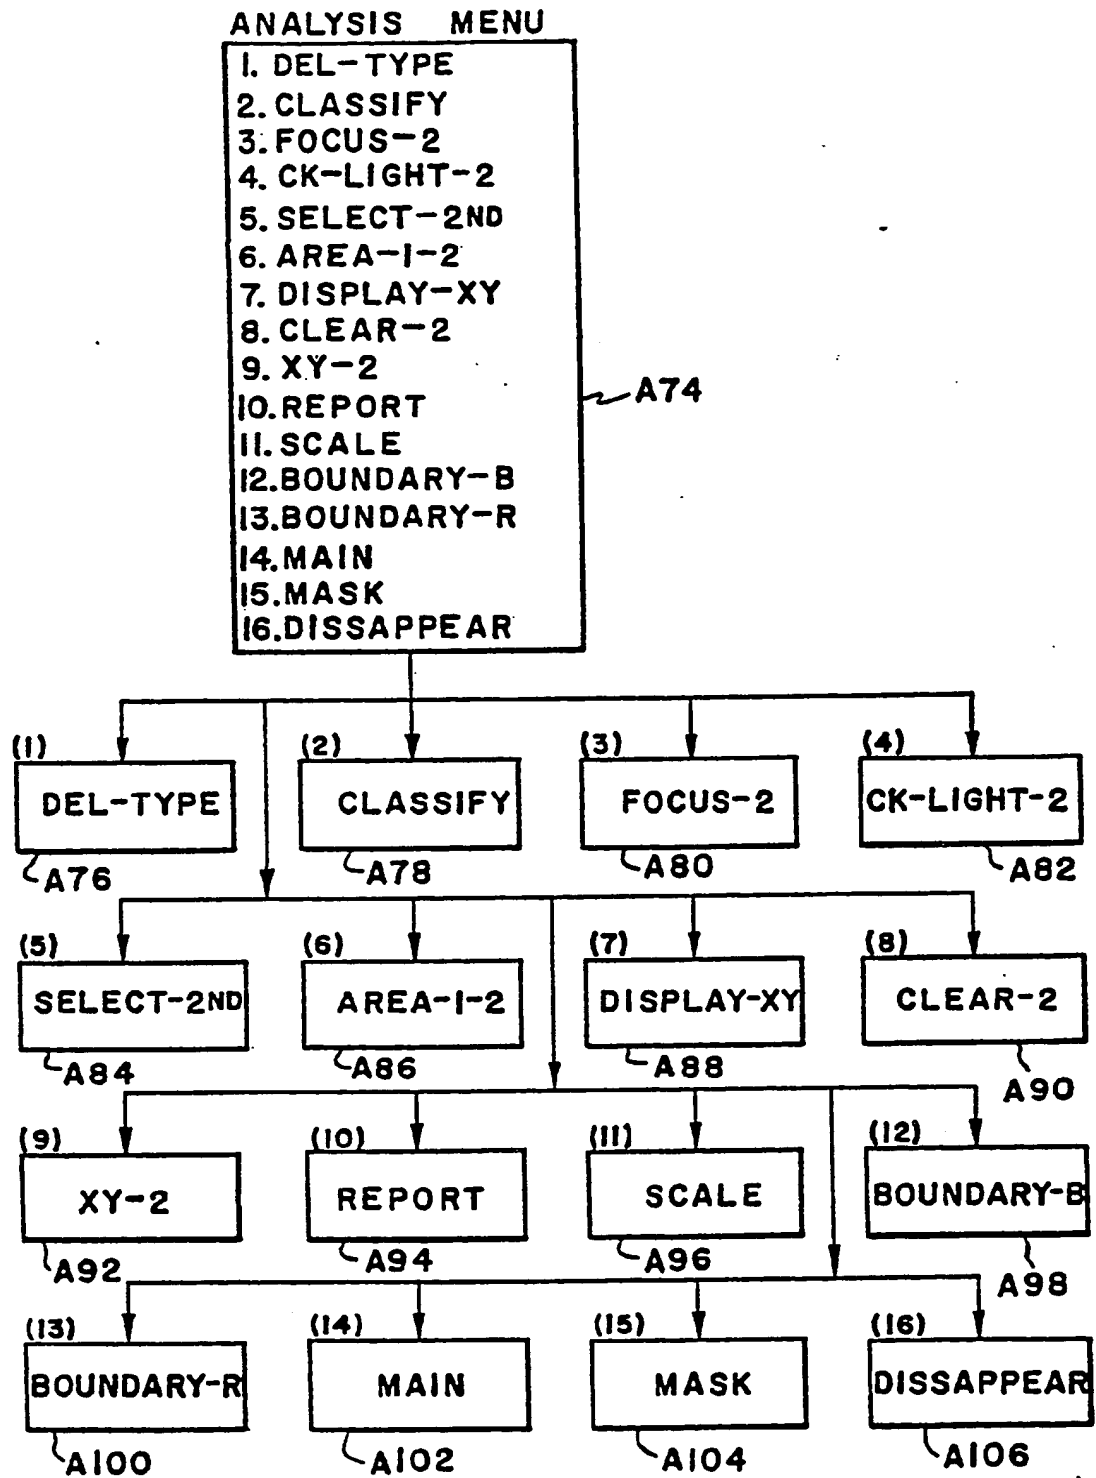 ANALYSIS MENU
1. DEL-TYPE
2. CLASSIFY
3. FOCUS-2
4. CK-LIGHT-2
5. SELECT-2ND
6. AREA-1-2
7. DISPLAY-XY
8. CLEAR-2
9. XY-2
10. REPORT
11. SCALE
12. BOUNDARY-B
13. BOUNDARY-R
14. MAIN
15. MASK
16. DISSAPPEAR
A74
(1) (2) (3) (4)
DEL-TYPE CLASSIFY FOCUS-2 CK-LIGHT-2
A76 A78 A80 A82
(5) (6) (7) (8)
SELECT-2ND AREA-1-2 DISPLAY-XY CLEAR-2
A84 A86 A88 A90
(9) (10) (11) (12)
XY-2 REPORT SCALE BOUNDARY-B
A92 A94 A96 A98
(13) (14) (15) (16)
BOUNDARY-R MAIN MASK DISSAPPEAR
A100 A102 A104 A106